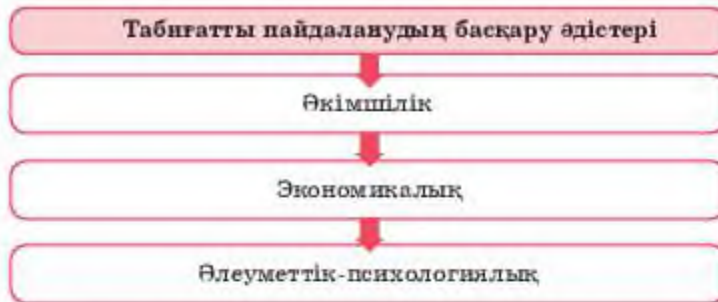 Табиғатты пайдаланудың басқару әдістері
Әкімшілік
Экономикалық
Әлеуметтік-психологиялық